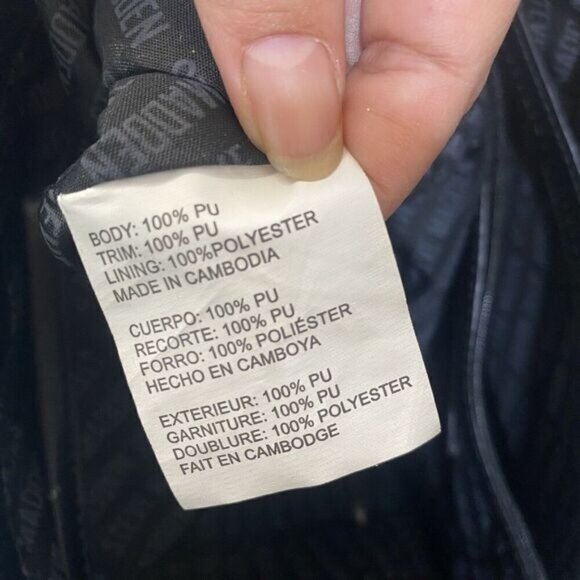 MADDEN
BODY: 100% PU
TRIM: 100% PU
LINING: 100%POLYESTER
MADE IN CAMBODIA
CUERPO: 100% PU
RECORTE: 100% PU
FORRO: 100% POLIÉSTER
HECHO EN CAMBOYA
EXTERIEUR: 100% PU
GARNITURE: 100% PU
DOUBLURE: 100% POLYESTER
FAIT EN CAMBODGE